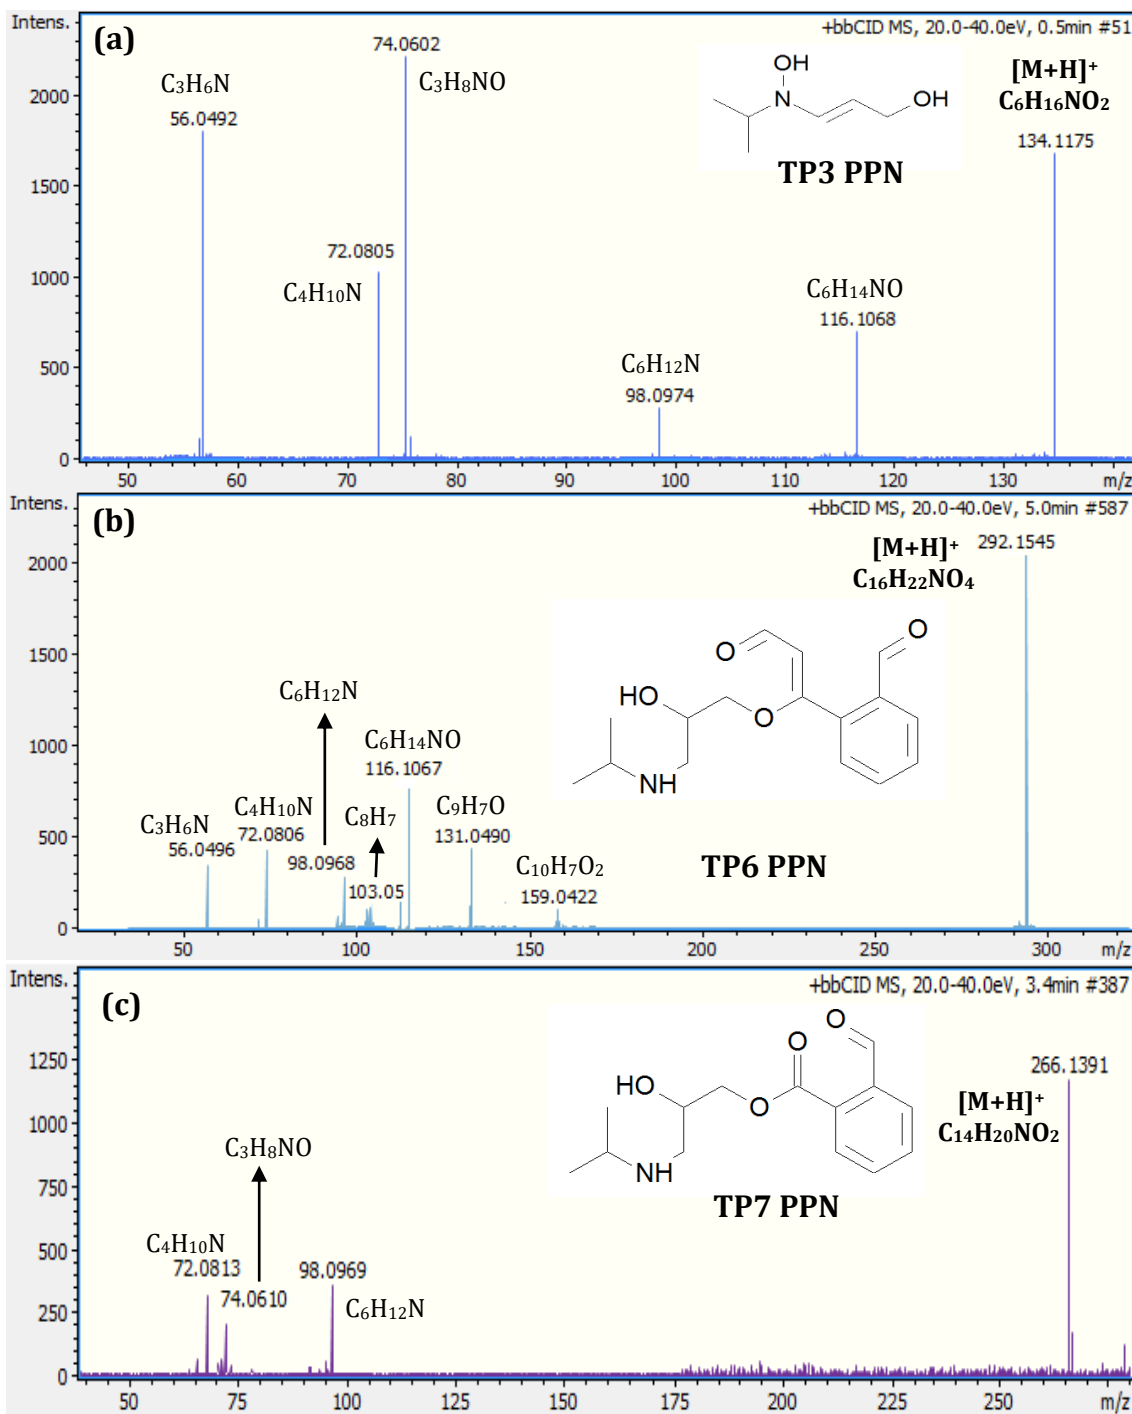 Intens.
(a)
+bbCID MS, 20.0-40.0eV, 0.5min #51
74.0602
C₃H₈NO
C₃H₆N
56.0492
OH
N
OH
TP3 PPN
[M+H]⁺
C₆H₁₆NO₂
134.1175
72.0805
C₄H₁₀N
C₆H₁₄NO
116.1068
C₆H₁₂N
98.0974
2000
1500
1000
500
0
50 60 70 80 90 100 110 120 130 m/z
Intens.
(b)
+bbCID MS, 20.0-40.0eV, 5.0min #587
[M+H]⁺
292.1545
C₁₆H₂₂NO₄
O
O
HO
O
NH
TP6 PPN
C₆H₁₂N
C₆H₁₄NO
116.1067
C₃H₆N
56.0496
C₄H₁₀N
72.0806
98.0968
C₈H₇
103.05
C₉H₇O
131.0490
C₁₀H₇O₂
159.0422
2000
1500
1000
500
0
50 100 150 200 250 300 m/z
Intens.
(c)
+bbCID MS, 20.0-40.0eV, 3.4min #387
O
O
HO
O
NH
TP7 PPN
266.1391
[M+H]⁺
C₁₄H₂₀NO₂
C₃H₈NO
C₄H₁₀N
72.0813
74.0610
98.0969
C₆H₁₂N
1250
1000
750
500
250
0
50 75 100 125 150 175 200 225 250 m/z